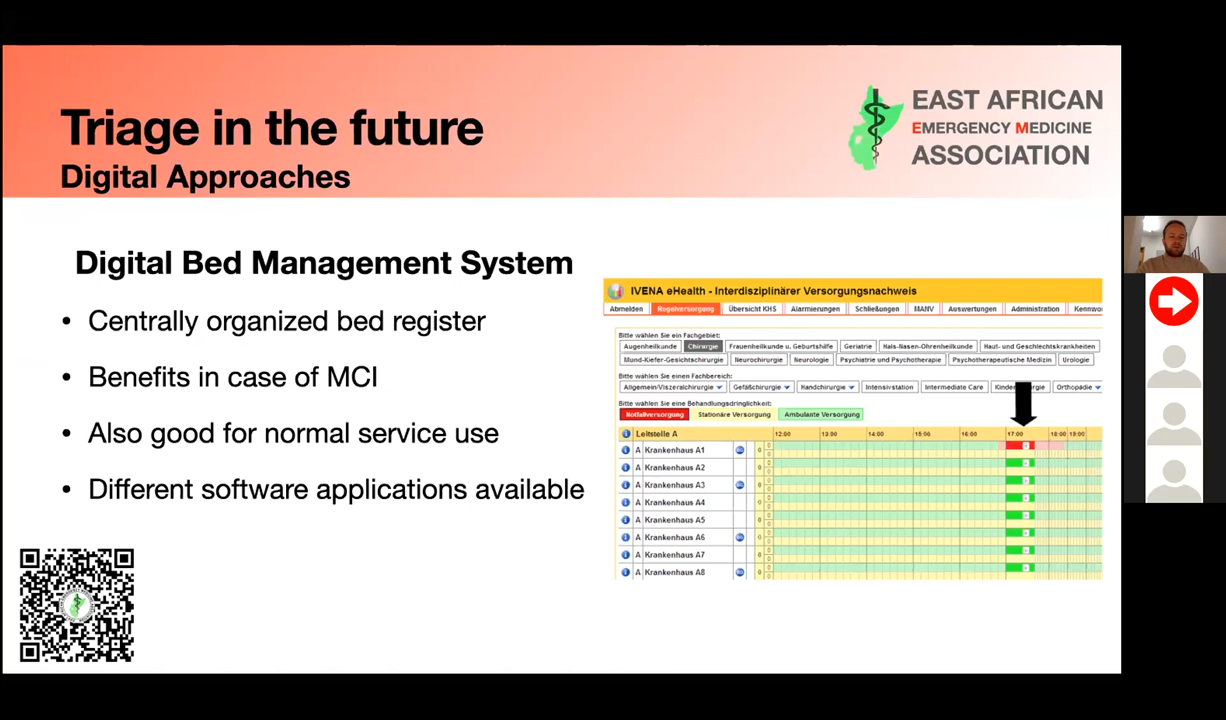 Triage in the future
Digital Approaches
EAST AFRICAN
EMERGENCY MEDICINE
ASSOCIATION
Digital Bed Management System
• Centrally organized bed register
• Benefits in case of MCI
• Also good for normal service use
• Different software applications available
IVENA eHealth - Interdisziplinärer Versorgungsnachweis
Abmelden Regelversorgung Übersicht KHS Alarmierungen Schließungen MANV Auswertungen Administration Kennwo
Bitte wählen Sie ein Fachgebiet:
Augenheilkunde Chirurgie Frauenheilkunde u. Geburtshilfe Geriatrie Hals-Nasen-Ohrenheilkunde Haut- und Geschlechtskrankheiten
Mund-Kiefer-Gesichtschirurgie Neurochirurgie Neurologie Psychiatrie und Psychotherapie Psychotherapeutische Medizin Urologie
Bitte wählen Sie einen Fachbereich:
Allgemein/Viszeralchirurgie Gefäßchirurgie Handchirurgie Intensivstation Intermediate Care Kinde rgie Orthopädie
Bitte wählen Sie eine Behandlungsdringlichkeit:
Notfallversorgung Stationäre Versorgung Ambulante Versorgung
Leitstelle A 12:00 13:00 14:00 15:00 16:00 17:00 18:00 19:00
A Krankenhaus A1
A Krankenhaus A2
A Krankenhaus A3
A Krankenhaus A4
A Krankenhaus A5
A Krankenhaus A6
A Krankenhaus A7
A Krankenhaus A8